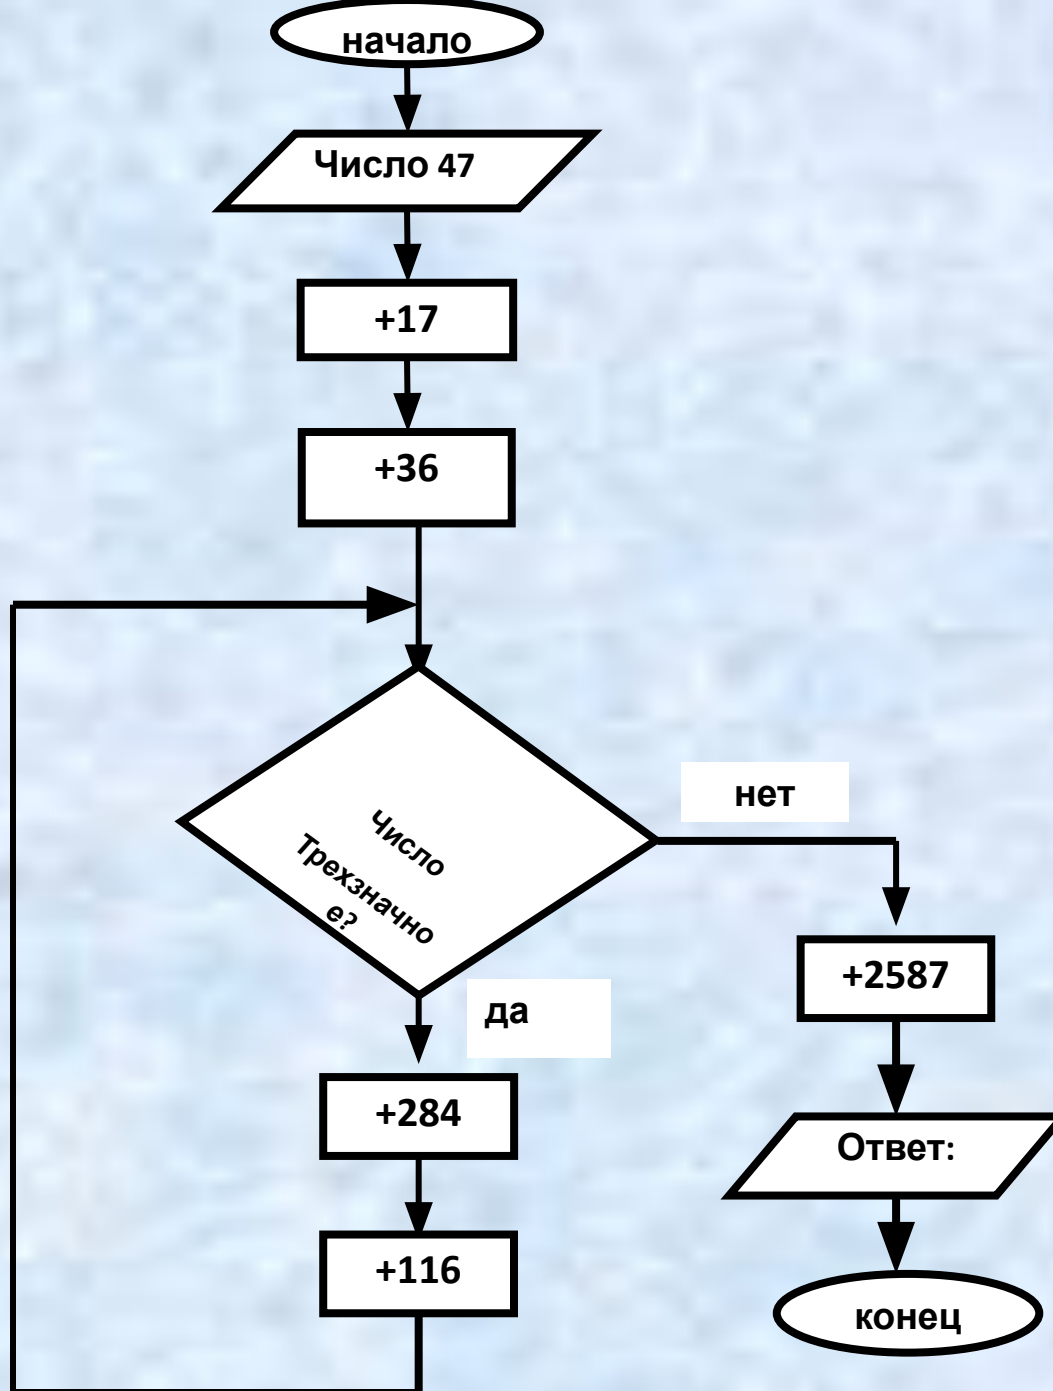 начало
Число 47
+17
+36
Число
Трехзначно
е?
нет
да
+2587
+284
Ответ:
+116
конец